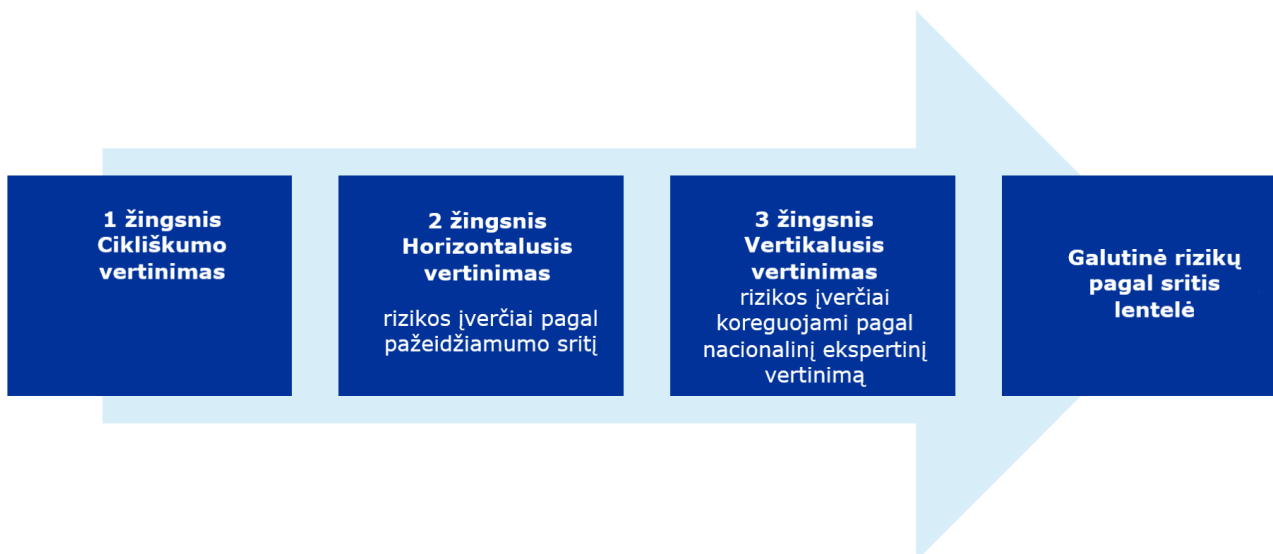 1 žingsnis
Cikliškumo
vertinimas
2 žingsnis
Horizontalusis
vertinimas
rizikos įverčiai pagal
pažeidžiamumo sritį
3 žingsnis
Vertikalusis
vertinimas
rizikos įverčiai
koreguojami pagal
nacionalinį ekspertinį
vertinimą
Galutinė rizikų
pagal sritis
lentelė